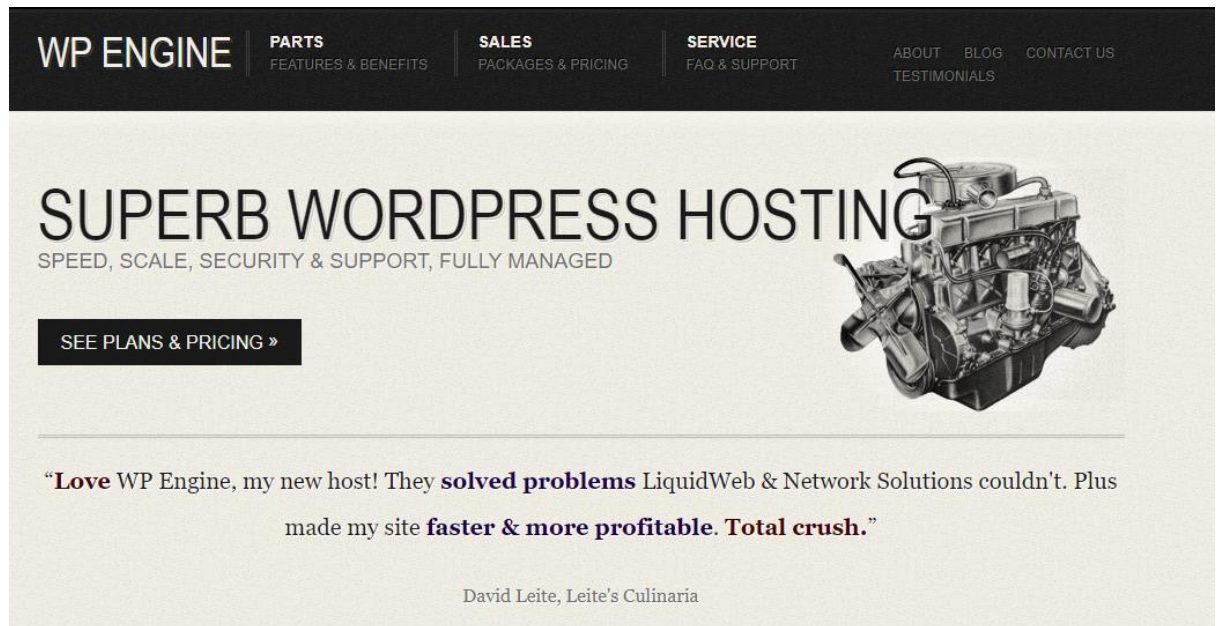 WP ENGINE
PARTS
FEATURES & BENEFITS
SALES
PACKAGES & PRICING
SERVICE
FAQ & SUPPORT
ABOUT BLOG CONTACT US
TESTIMONIALS
SUPERB WORDPRESS HOSTING
SPEED, SCALE, SECURITY & SUPPORT, FULLY MANAGED
SEE PLANS & PRICING »
“Love WP Engine, my new host! They solved problems LiquidWeb & Network Solutions couldn't. Plus
made my site faster & more profitable. Total crush.”
David Leite, Leite's Culinaria